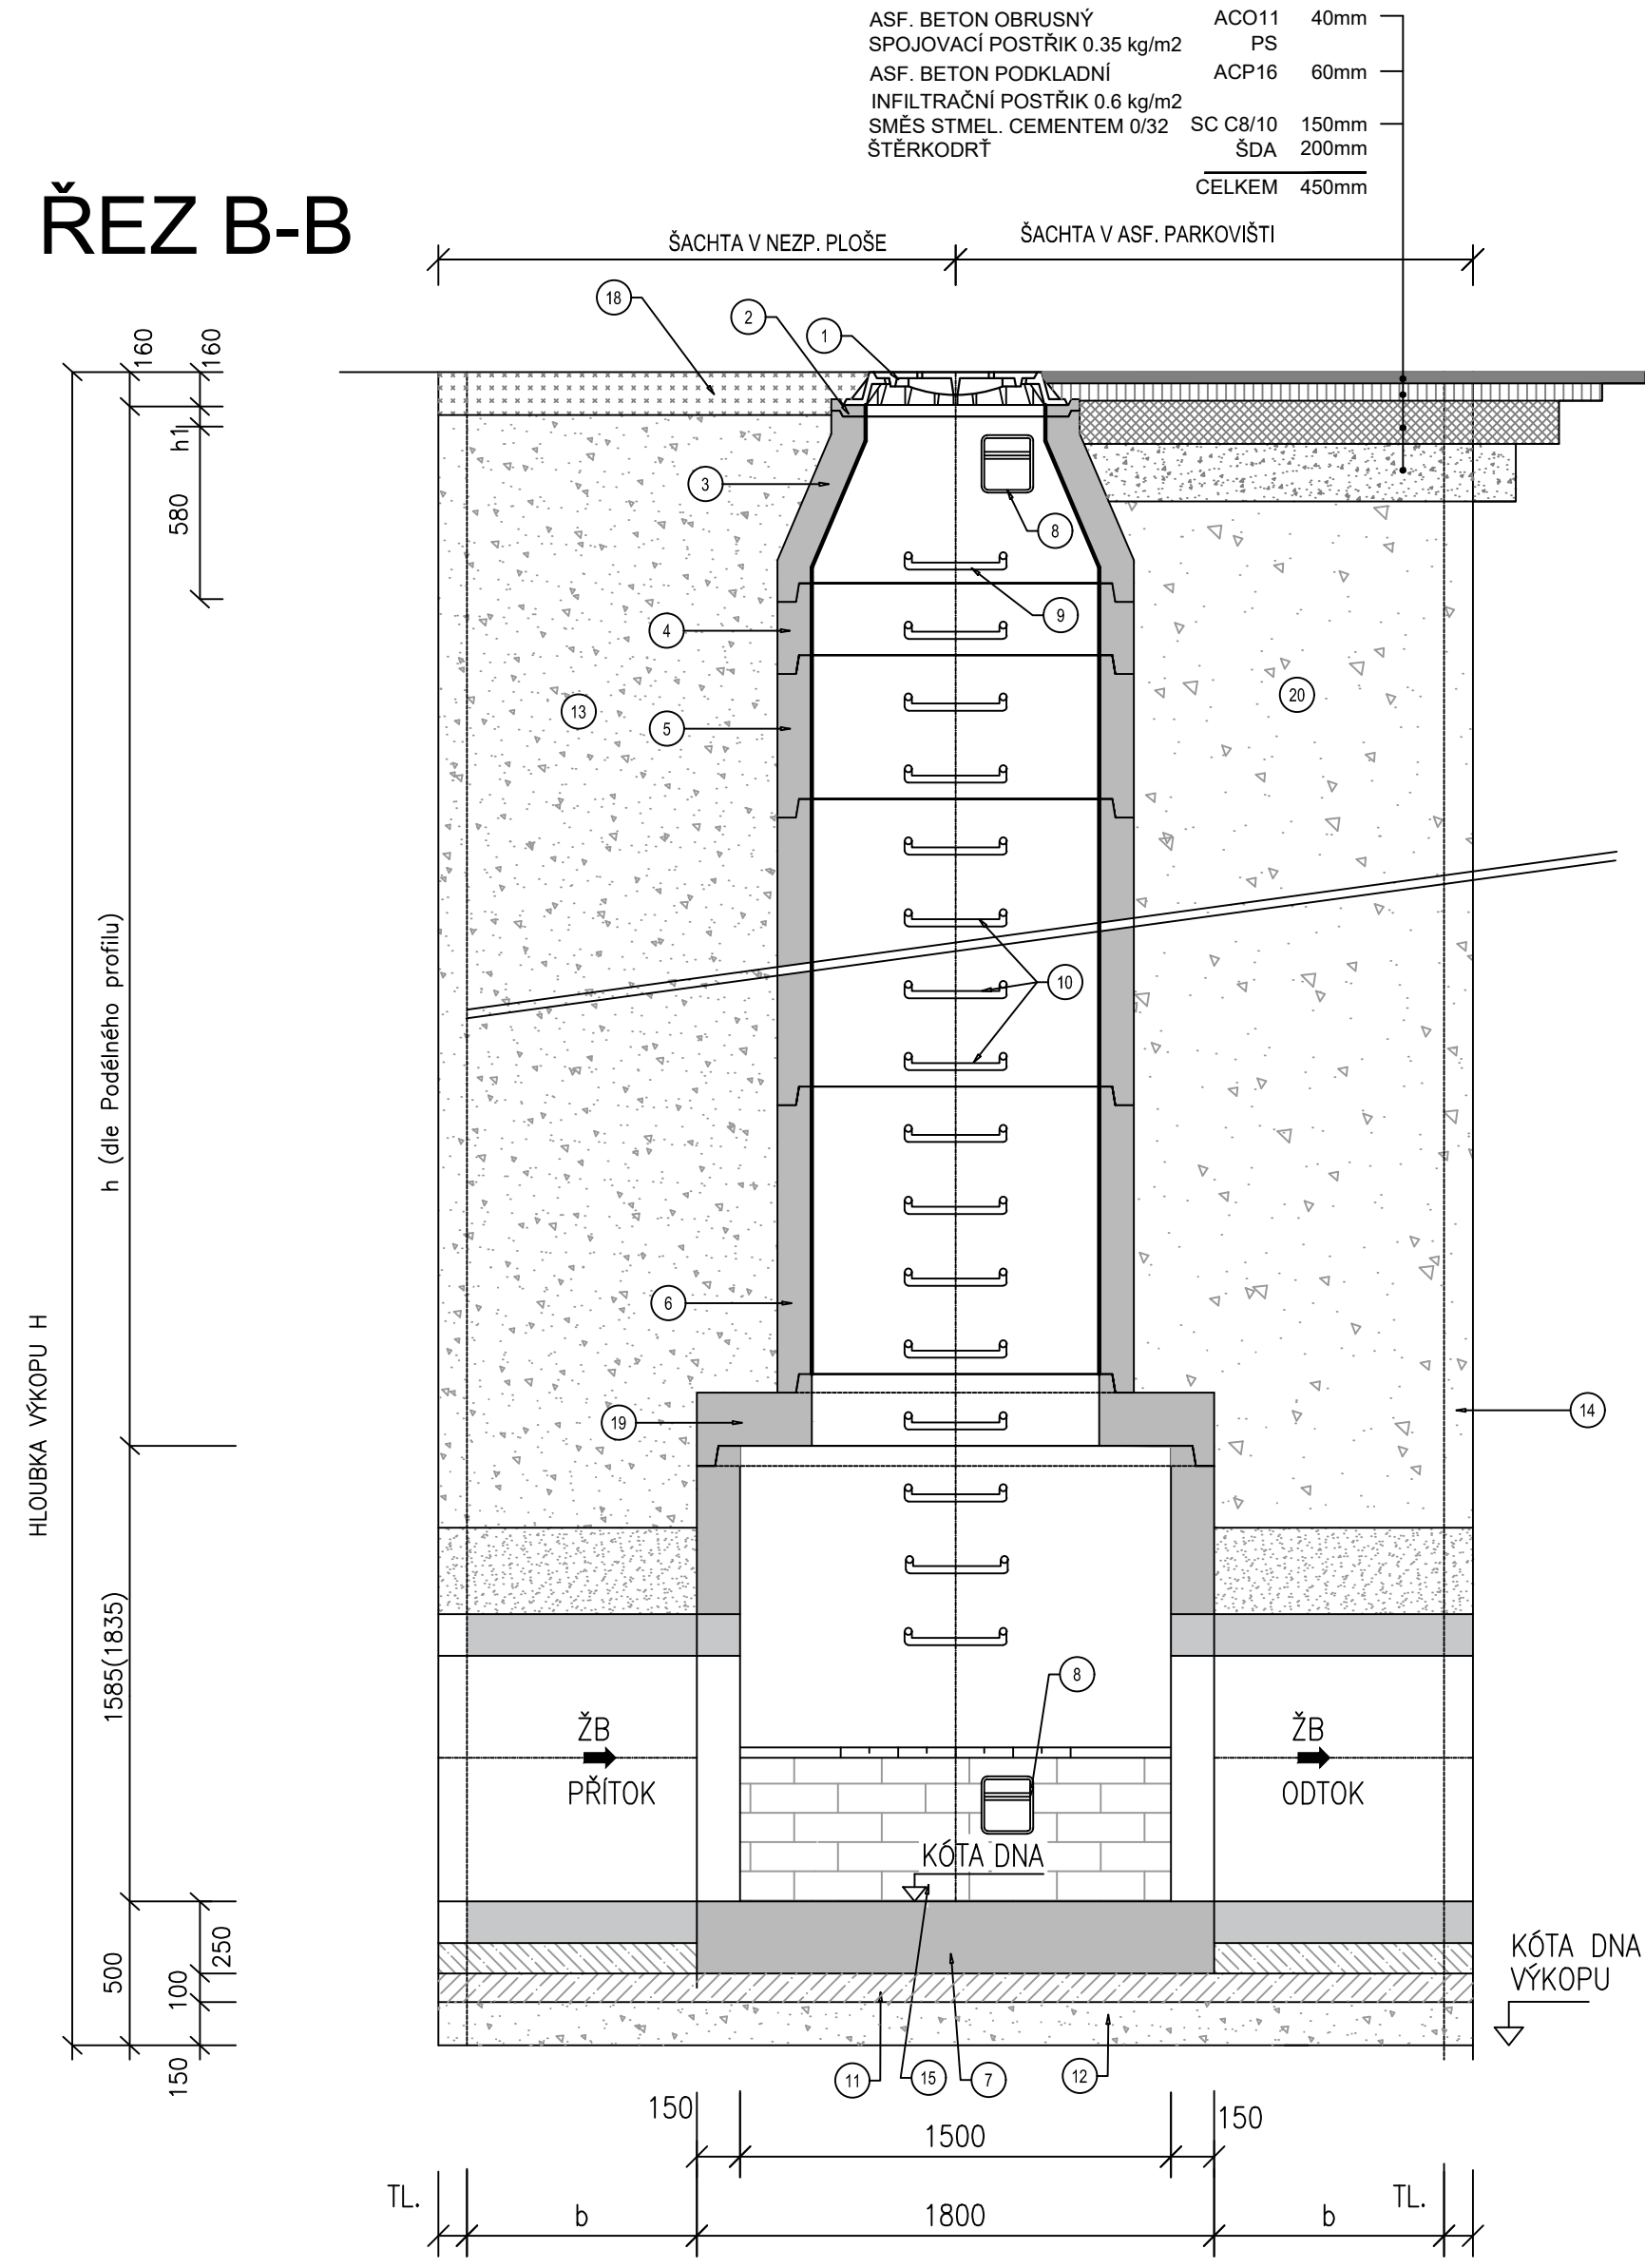 ASF. BETON OBRUSNÝ ACO11 40mm
SPOJOVACÍ POSTŘIK 0.35 kg/m2 PS
ASF. BETON PODKLADNÍ ACP16 60mm
INFILTRAČNÍ POSTŘIK 0.6 kg/m2
SMĚS STMEL. CEMENTEM 0/32 SC C8/10 150mm
ŠTĚRKODRŤ ŠDA 200mm
CELKEM 450mm
ŘEZ B-B
ŠACHTA V NEZP. PLOŠE
ŠACHTA V ASF. PARKOVIŠTI
18
2
1
160
160
h1
580
3
8
9
4
13
5
20
10
h (dle Podélného profilu)
6
HLOUBKA VÝKOPU H
19
14
1585(1835)
8
ŽB
PŘÍTOK
ŽB
ODTOK
KÓTA DNA
500
250
100
150
KÓTA DNA
VÝKOPU
11
15
7
12
150
1500
150
TL.
b
1800
b
TL.